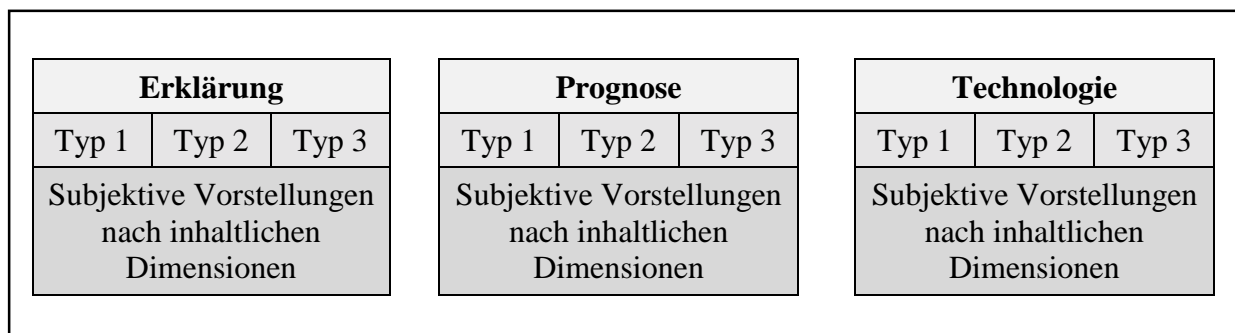 Erklärung
Typ 1 Typ 2 Typ 3
Subjektive Vorstellungen
nach inhaltlichen
Dimensionen
Prognose
Typ 1 Typ 2 Typ 3
Subjektive Vorstellungen
nach inhaltlichen
Dimensionen
Technologie
Typ 1 Typ 2 Typ 3
Subjektive Vorstellungen
nach inhaltlichen
Dimensionen